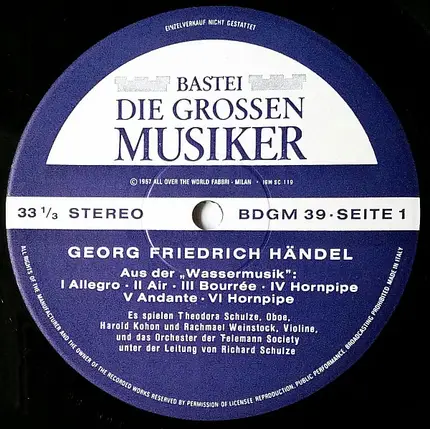 EINZELVERKAUF NICHT GESTATTET
BASTEI
DIE GROSSEN
MUSIKER
© 1967 ALL OVER THE WORLD FABBRI - MILAN · IGM SC 119
33 1/3 STEREO
BDGM 39 · SEITE 1
GEORG FRIEDRICH HÄNDEL
Aus der „Wassermusik":
I Allegro · II Air · III Bourrée · IV Hornpipe
V Andante · VI Hornpipe
Es spielen Theodora Schulze, Oboe,
Harold Kohon und Rachmael Weinstock, Violine,
und das Orchester der Telemann Society
unter der Leitung von Richard Schulze
ALL RIGHTS OF THE MANUFACTURER AND THE OWNER OF THE RECORDED WORKS RESERVED BY PERMISSION OF LICENSEE REPRODUCTION, PUBLIC PERFORMANCE, BROADCASTING PROHIBITED MADE IN ITALY